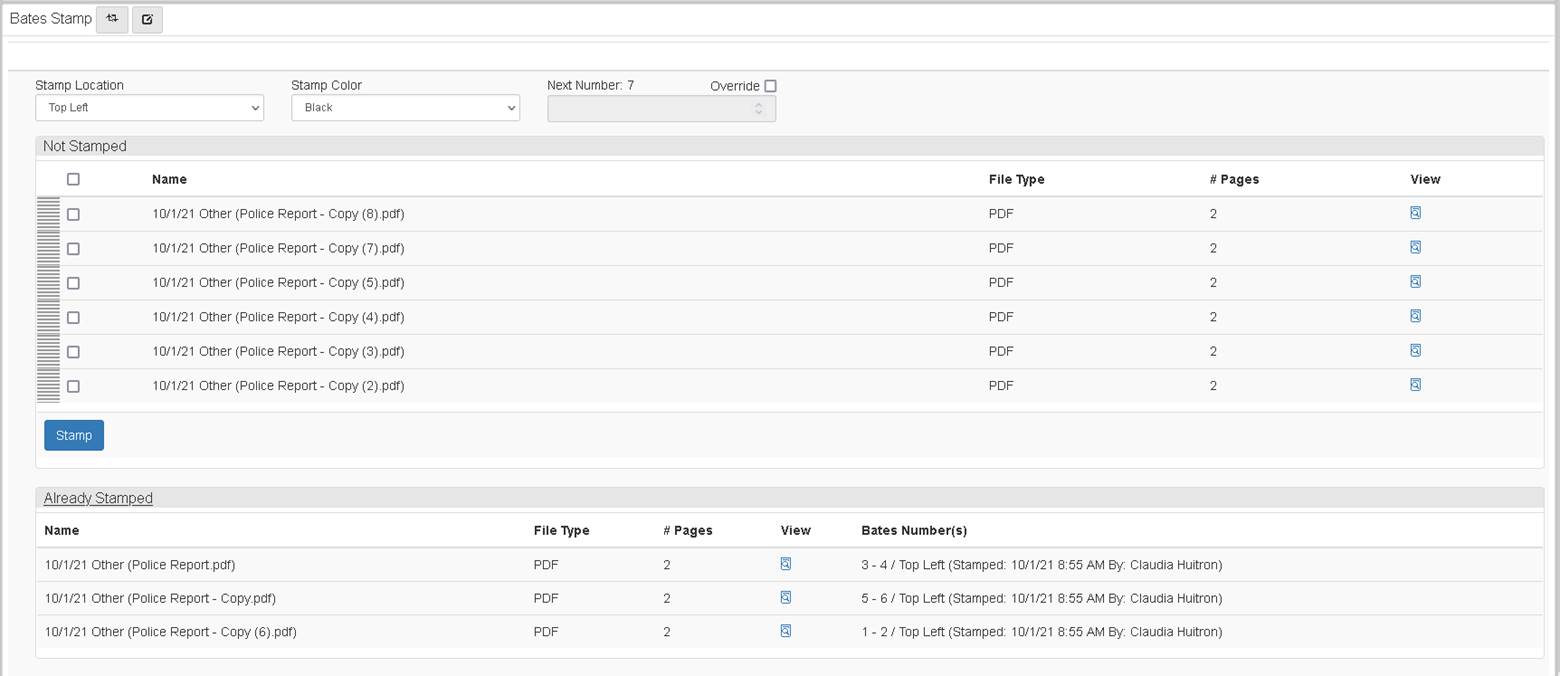 Bates Stamp
Stamp Location Stamp Color Next Number: 7 Override
Top Left Black
Not Stamped
Name File Type # Pages View
10/1/21 Other (Police Report - Copy (8).pdf) PDF 2
10/1/21 Other (Police Report - Copy (7).pdf) PDF 2
10/1/21 Other (Police Report - Copy (5).pdf) PDF 2
10/1/21 Other (Police Report - Copy (4).pdf) PDF 2
10/1/21 Other (Police Report - Copy (3).pdf) PDF 2
10/1/21 Other (Police Report - Copy (2).pdf) PDF 2
Stamp
Already Stamped
Name File Type # Pages View Bates Number(s)
10/1/21 Other (Police Report.pdf) PDF 2 3 - 4 / Top Left (Stamped: 10/1/21 8:55 AM By: Claudia Huitron)
10/1/21 Other (Police Report - Copy.pdf) PDF 2 5 - 6 / Top Left (Stamped: 10/1/21 8:55 AM By: Claudia Huitron)
10/1/21 Other (Police Report - Copy (6).pdf) PDF 2 1 - 2 / Top Left (Stamped: 10/1/21 8:55 AM By: Claudia Huitron)